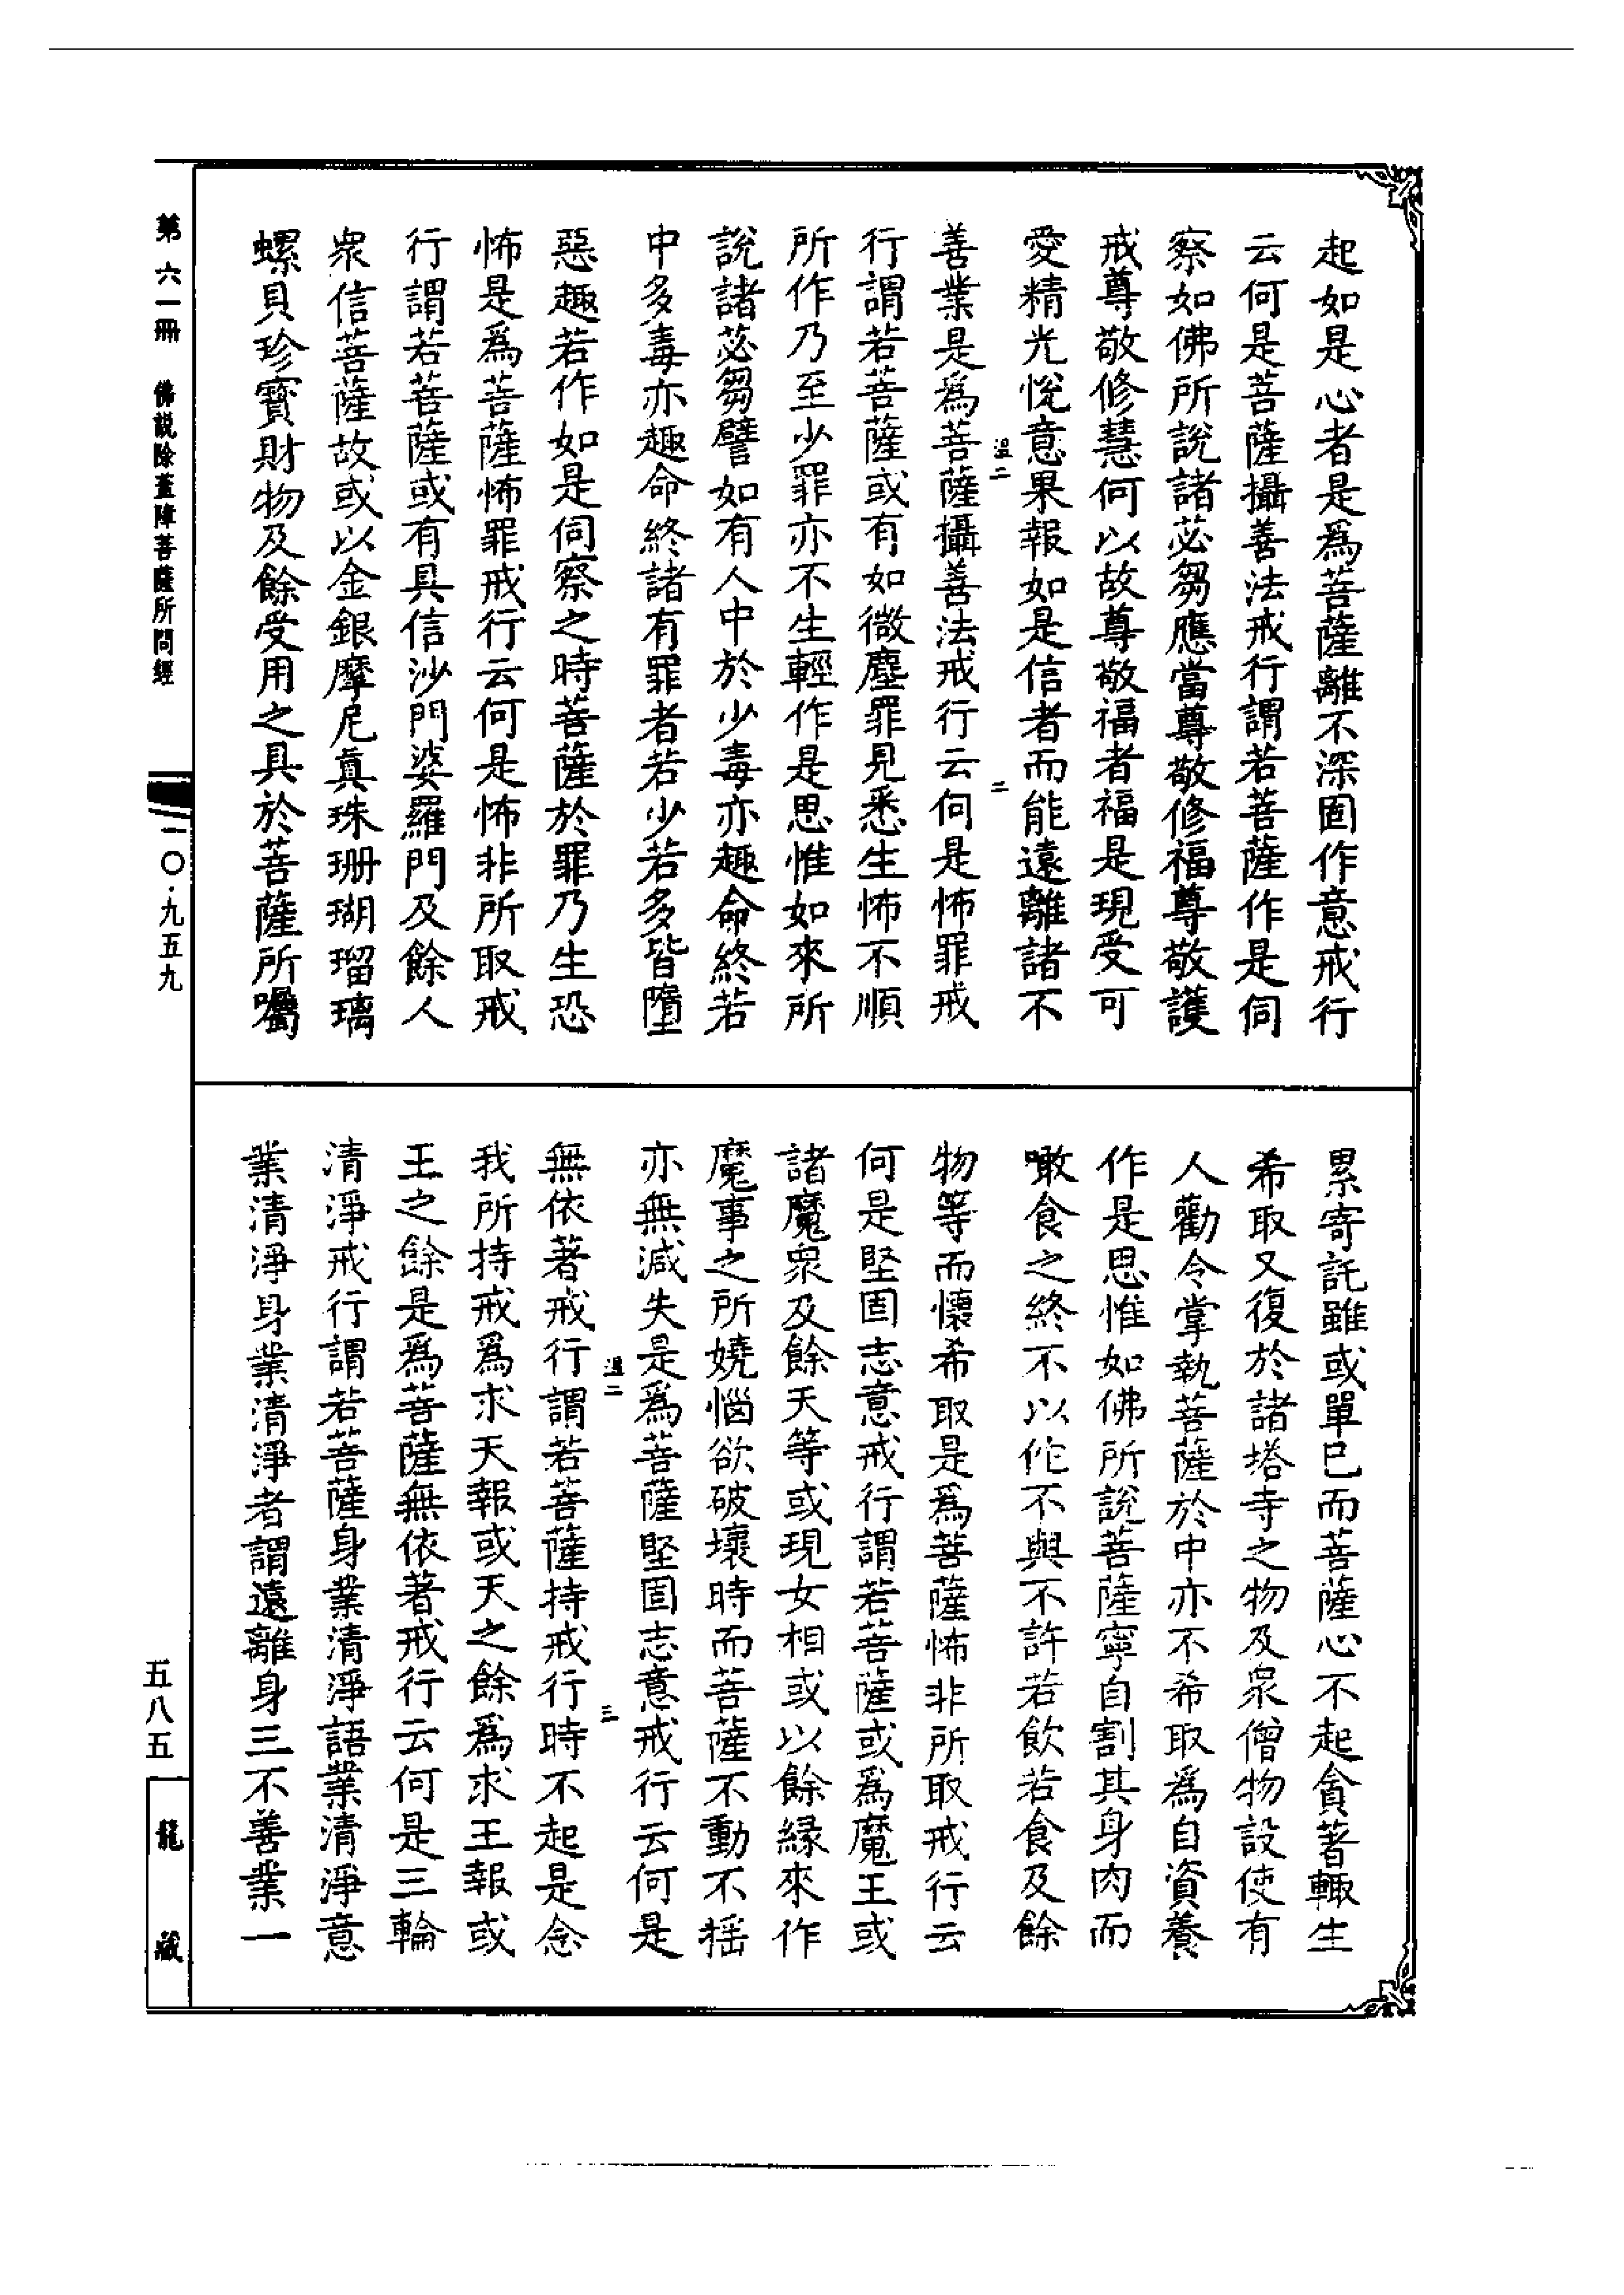 起如是心者是爲菩薩離不深固作意戒行
云何是菩薩攝善法戒行謂若菩薩作是伺
察如佛所說諸苾芻應當尊敬修福尊敬護
戒尊敬修慧何以故尊敬福者福是現受可
愛精光悅意果報如是信者而能遠離諸不
善業是爲菩薩攝善法戒行云何是怖罪戒
行謂若菩薩或有如微塵罪見悉生怖不順
所作乃至少罪亦不生輕作是思惟如來所
說諸苾芻譬如有人中於少毒亦趣命終若
中多毒亦趣命終諸有罪者若少若多皆墮
惡趣若作如是伺察之時菩薩於罪乃生恐
怖是爲菩薩怖罪戒行云何是怖非所取戒
行謂若菩薩或有具信沙門婆羅門及餘人
衆信菩薩故或以金銀摩尼真珠珊瑚瑠璃
螺貝珍寶財物及餘受用之具於菩薩所囑
累寄託雖或單已而菩薩心不起貪著輙生
希取又復於諸塔寺之物及衆僧物設使有
人勸令掌執菩薩於中亦不希取爲自資養
作是思惟如佛所說菩薩寧自割其身肉而
噉食之終不以佗不與不許若飲若食及餘
物等而懷希取是爲菩薩怖非所取戒行云
何是堅固志意戒行謂若菩薩或爲魔王或
諸魔衆及餘天等或現女相或以餘緣來作
魔事之所嬈惱欲破壞時而菩薩不動不摇
亦無減失是爲菩薩堅固志意戒行云何是
無依著戒行謂若菩薩持戒行時不起是念
我所持戒爲求天報或天之餘爲求王報或
王之餘是爲菩薩無依著戒行云何是三輪
清淨戒行謂若菩薩身業清淨語業清淨意
業清淨身業清淨者謂遠離身三不善業一
溫二
二
溫二
三
第六一冊 佛說除蓋障菩薩所問經
一〇·九五九
五八五
龍藏